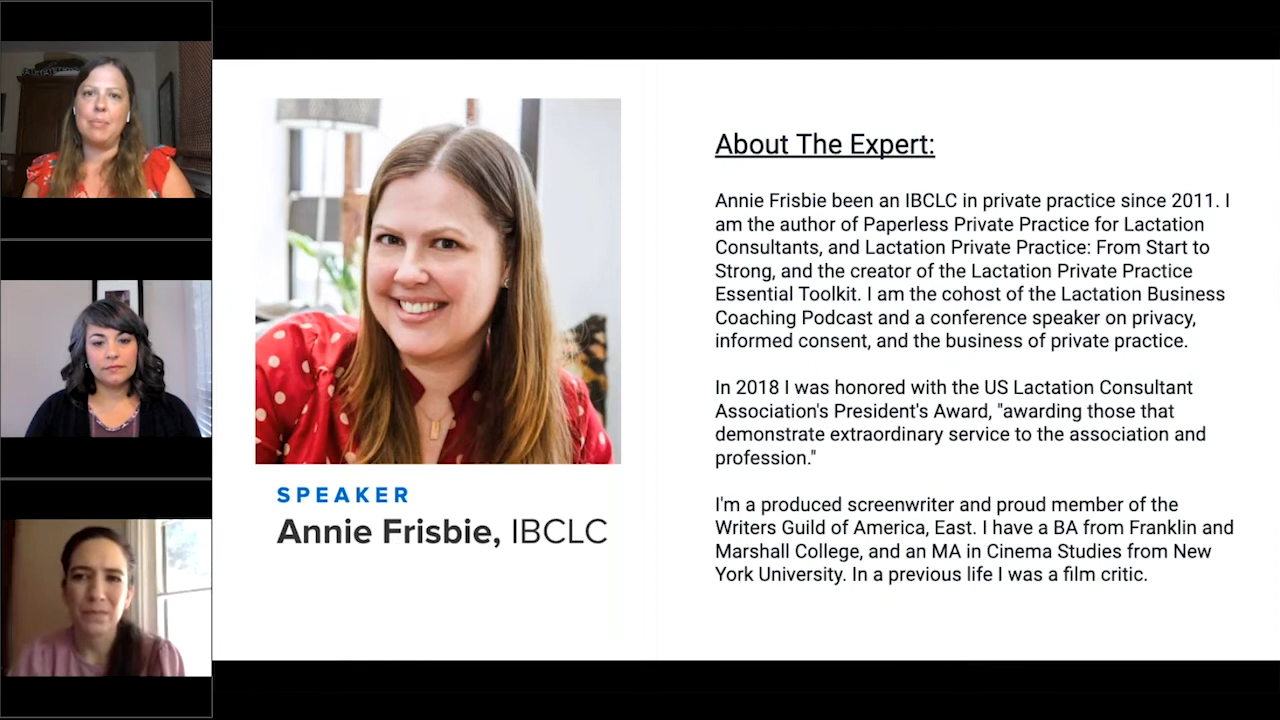 About The Expert:
Annie Frisbie been an IBCLC in private practice since 2011. I
am the author of Paperless Private Practice for Lactation
Consultants, and Lactation Private Practice: From Start to
Strong, and the creator of the Lactation Private Practice
Essential Toolkit. I am the cohost of the Lactation Business
Coaching Podcast and a conference speaker on privacy,
informed consent, and the business of private practice.
In 2018 I was honored with the US Lactation Consultant
Association's President's Award, "awarding those that
demonstrate extraordinary service to the association and
profession."
I'm a produced screenwriter and proud member of the
Writers Guild of America, East. I have a BA from Franklin and
Marshall College, and an MA in Cinema Studies from New
York University. In a previous life I was a film critic.
SPEAKER
Annie Frisbie, IBCLC